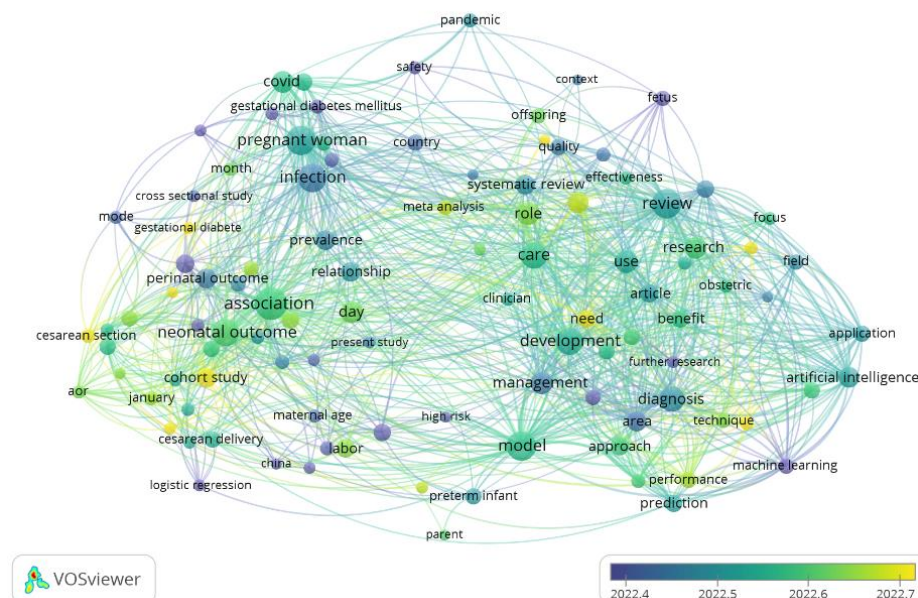 pandemic
safety
context
covid
fetus
gestational diabetes mellitus
offspring
pregnant woman
country
quality
month
infection
systematic review
effectiveness
cross sectional study
meta analysis
role
review
mode
focus
gestational diabete
prevalence
research
care
use
field
perinatal outcome
relationship
obstetric
clinician
article
association
day
need
benefit
cesarean section
neonatal outcome
development
application
present study
further research
cohort study
management
artificial intelligence
aor
january
diagnosis
maternal age
high risk
area
technique
cesarean delivery
labor
model
approach
china
machine learning
logistic regression
performance
preterm infant
prediction
parent
VOSviewer
2022.4 2022.5 2022.6 2022.7